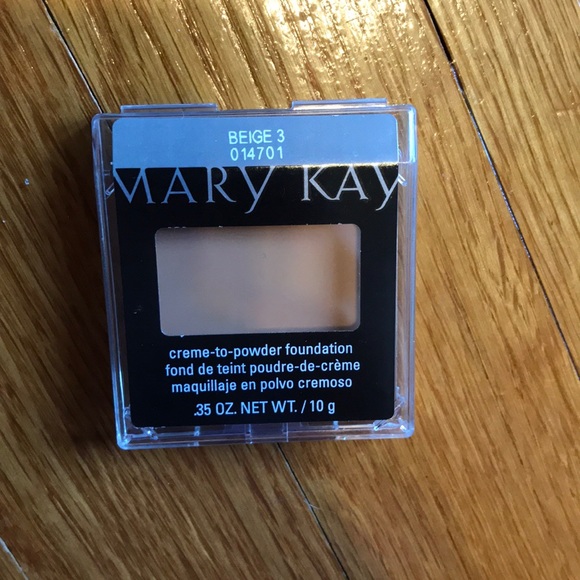 BEIGE 3
014701
MARY KAY
creme-to-powder foundation
fond de teint poudre-de-crème
maquillaje en polvo cremoso
.35 OZ. NET WT. / 10 g